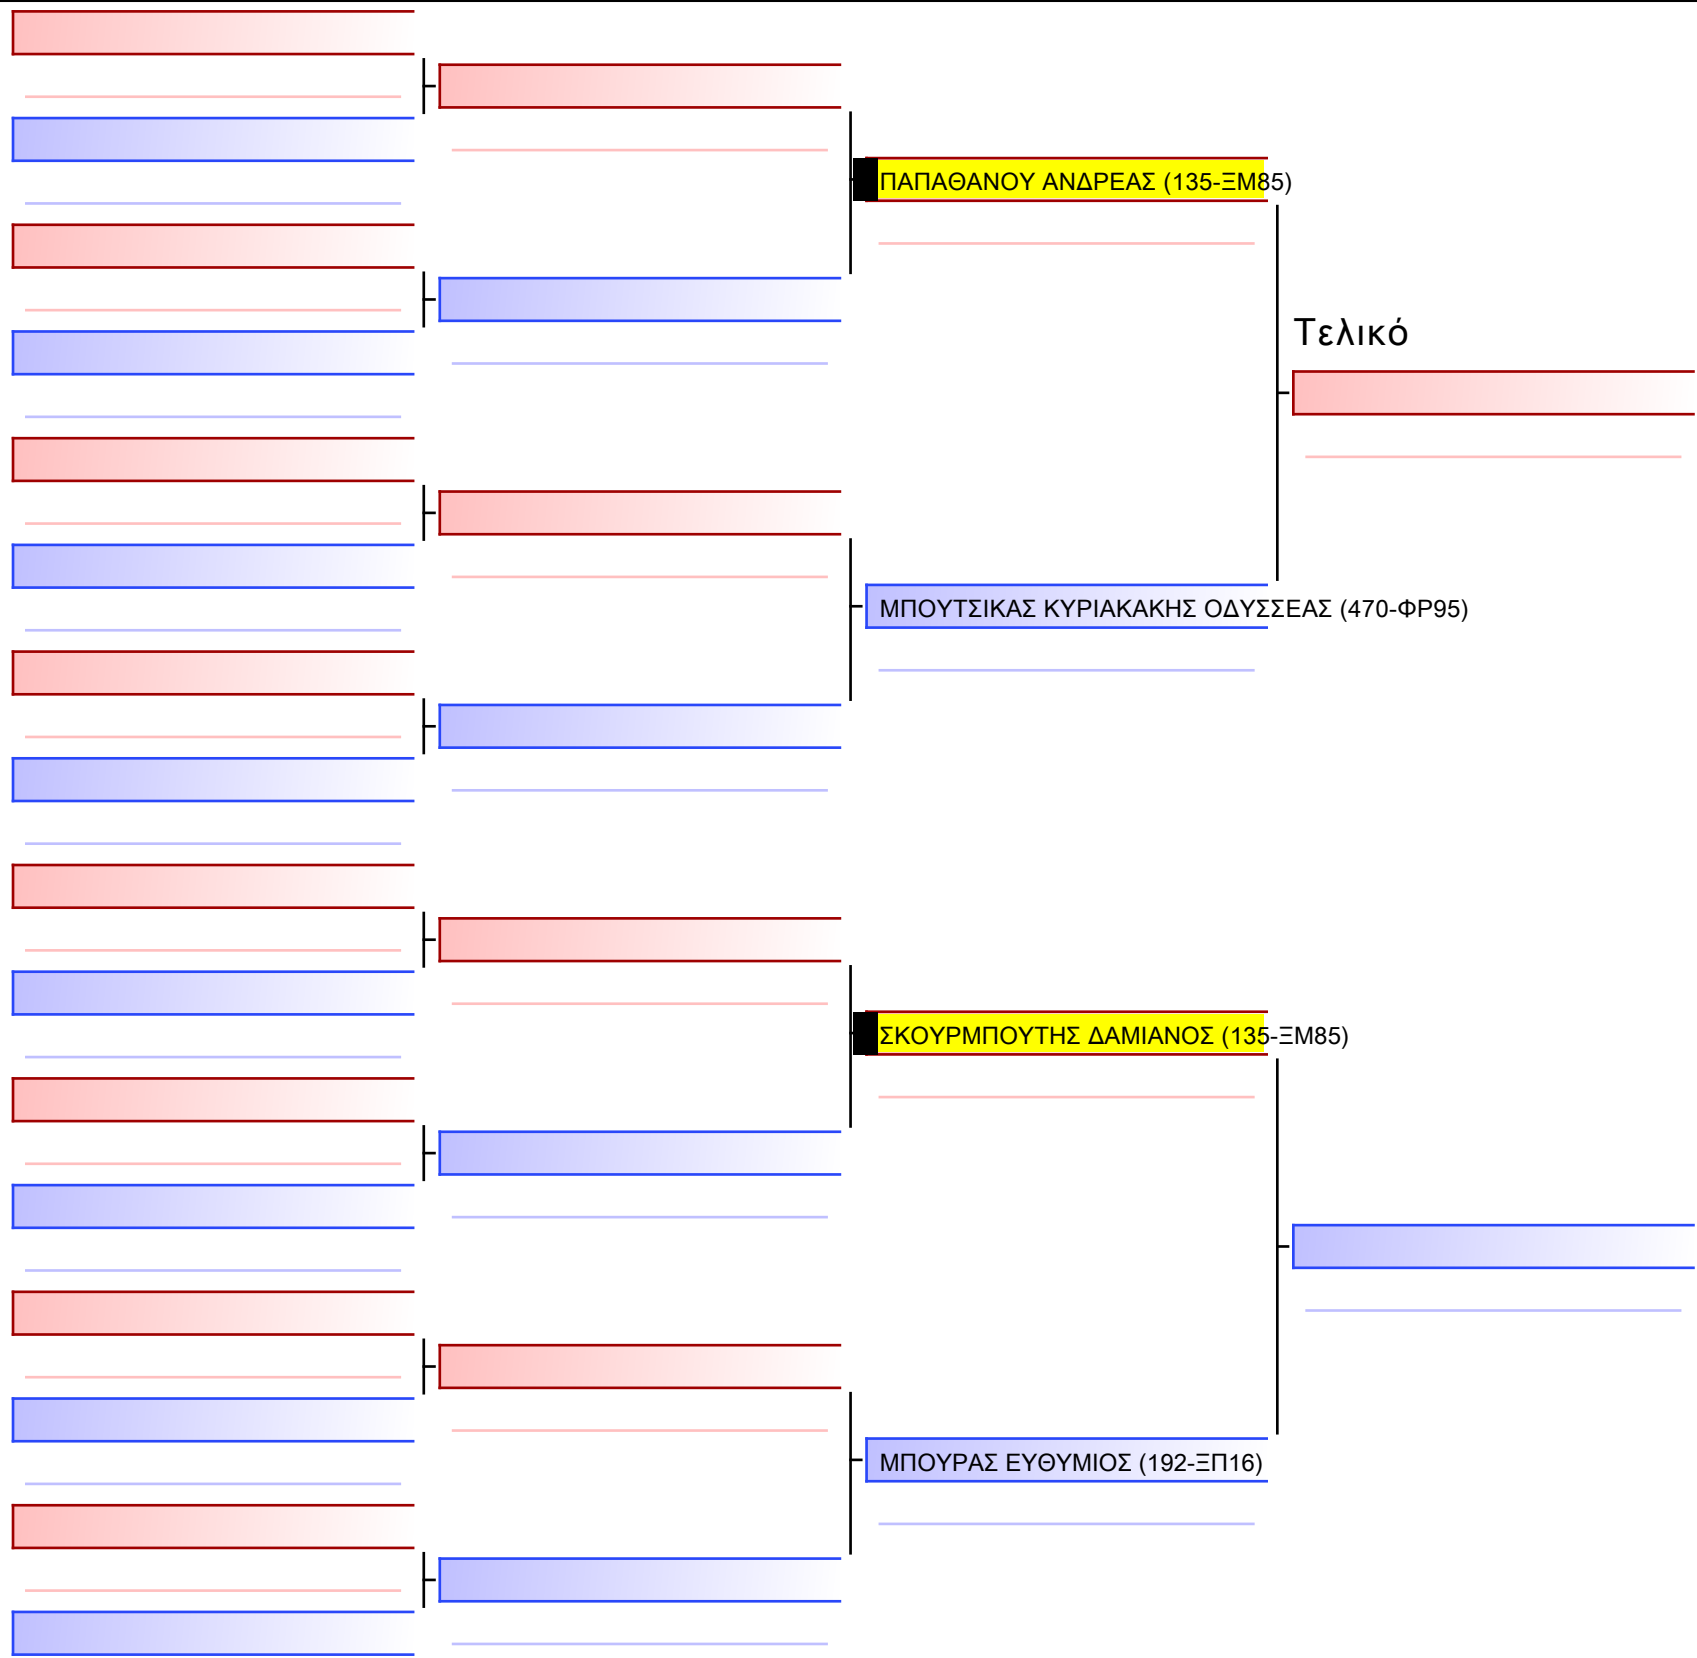 ΠΑΠΑΘΑΝΟΥ ΑΝΔΡΕΑΣ (135-ΞΜ85)
Τελικό
ΜΠΟΥΤΣΙΚΑΣ ΚΥΡΙΑΚΑΚΗΣ ΟΔΥΣΣΕΑΣ (470-ΦΡ95)
ΣΚΟΥΡΜΠΟΥΤΗΣ ΔΑΜΙΑΝΟΣ (135-ΞΜ85)
ΜΠΟΥΡΑΣ ΕΥΘΥΜΙΟΣ (192-ΞΠ16)